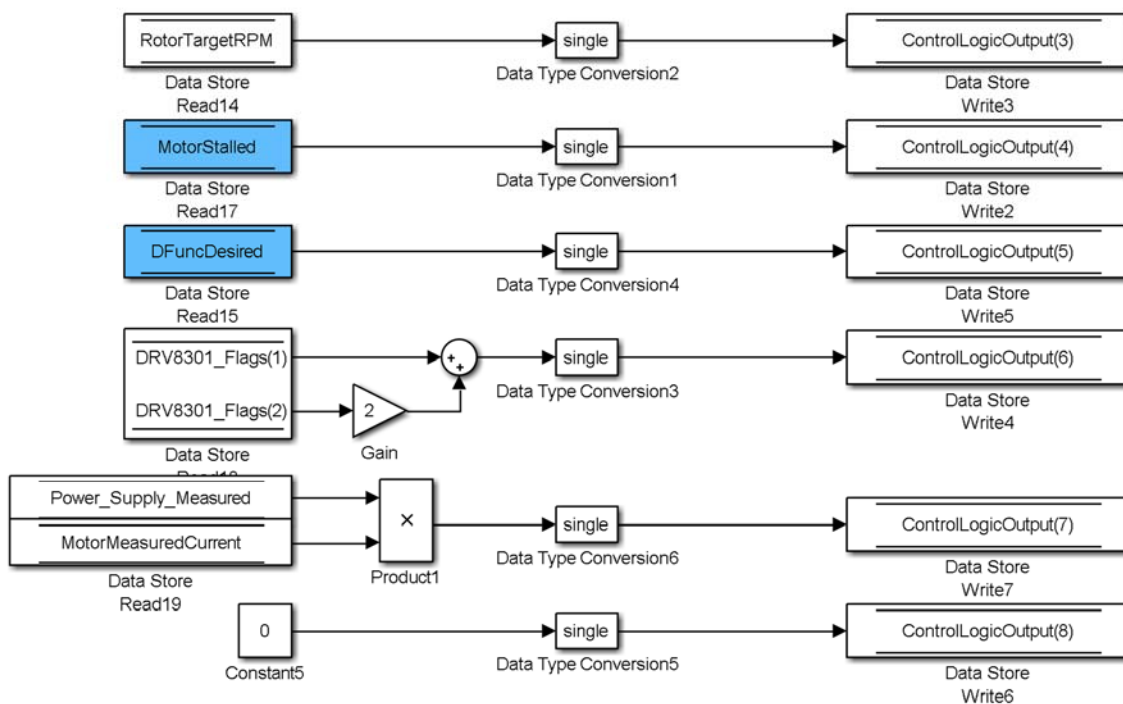 RotorTargetRPM
single
ControlLogicOutput(3)
Data Store
Read14
Data Type Conversion2
Data Store
Write3
MotorStalled
single
ControlLogicOutput(4)
Data Store
Read17
Data Type Conversion1
Data Store
Write2
DFuncDesired
single
ControlLogicOutput(5)
Data Store
Read15
Data Type Conversion4
Data Store
Write5
DRV8301_Flags(1)
DRV8301_Flags(2)
+
+
single
ControlLogicOutput(6)
2
Data Store
Gain
Data Type Conversion3
Data Store
Write4
Power_Supply_Measured
MotorMeasuredCurrent
×
single
ControlLogicOutput(7)
Data Store
Read19
Product1
Data Type Conversion6
Data Store
Write7
0
single
ControlLogicOutput(8)
Constant5
Data Type Conversion5
Data Store
Write6